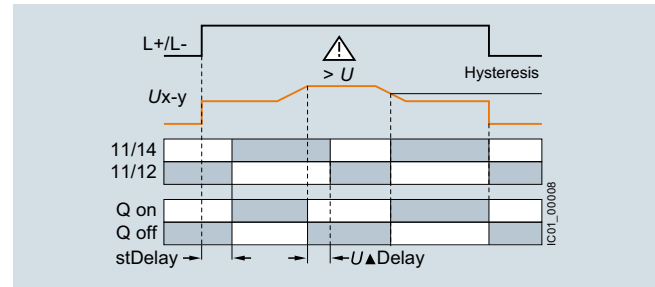 L+/L-
> U
Hysteresis
Ux-y
11/14
11/12
Q on
Q off
stDelay
U▲Delay
IC01_00008